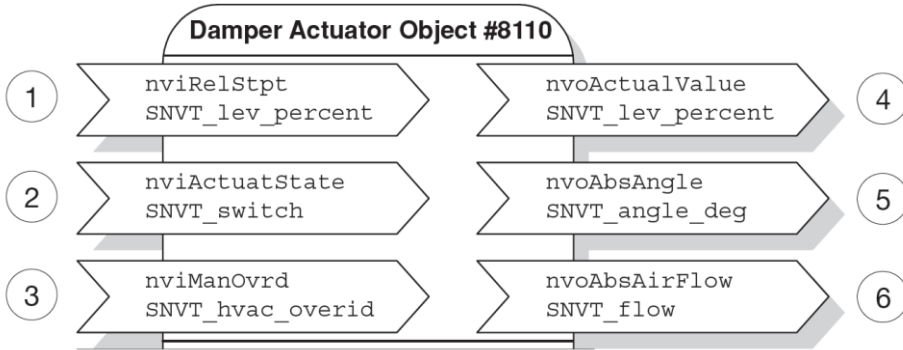 Damper Actuator Object #8110
1
nviRelStpt
SNVT_lev_percent
nvoActualValue
SNVT_lev_percent
4
2
nviActuatState
SNVT_switch
nvoAbsAngle
SNVT_angle_deg
5
3
nviManOvrd
SNVT_hvac_overid
nvoAbsAirFlow
SNVT_flow
6